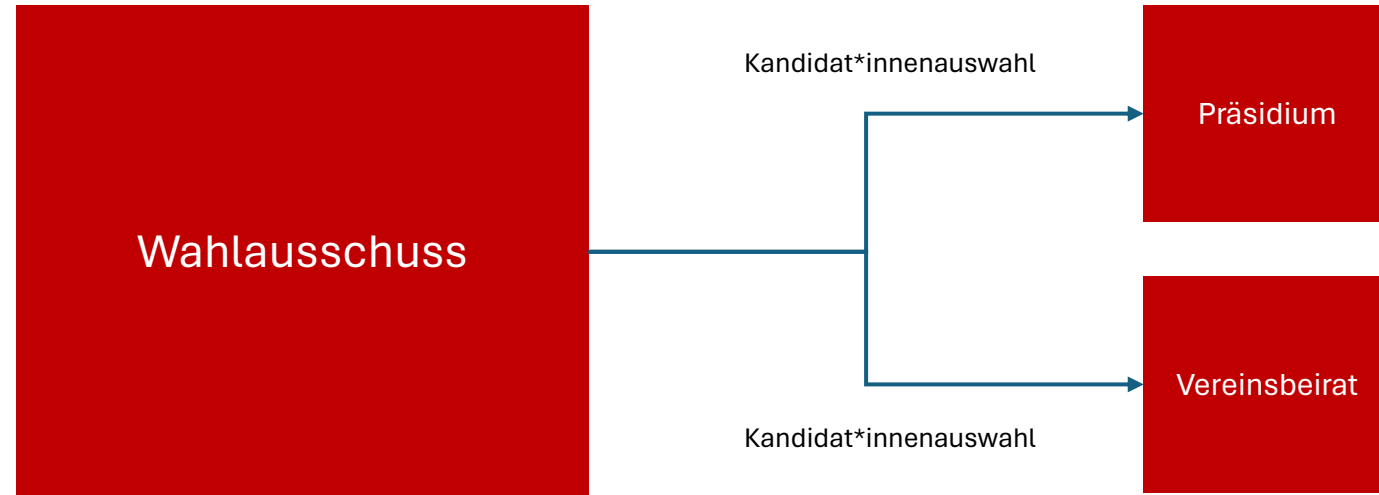 Kandidat*innenauswahl
Präsidium
Wahlausschuss
Vereinsbeirat
Kandidat*innenauswahl